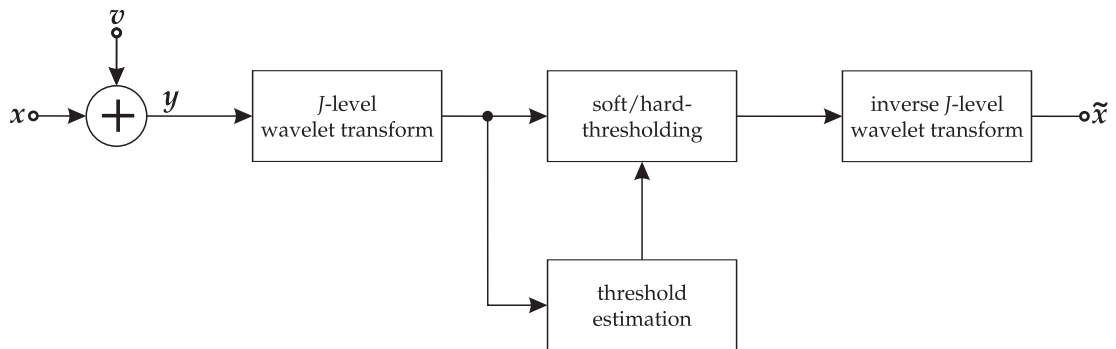 v
x
+
y
J-level
wavelet transform
soft/hard-
thresholding
inverse J-level
wavelet transform
x̃
threshold
estimation